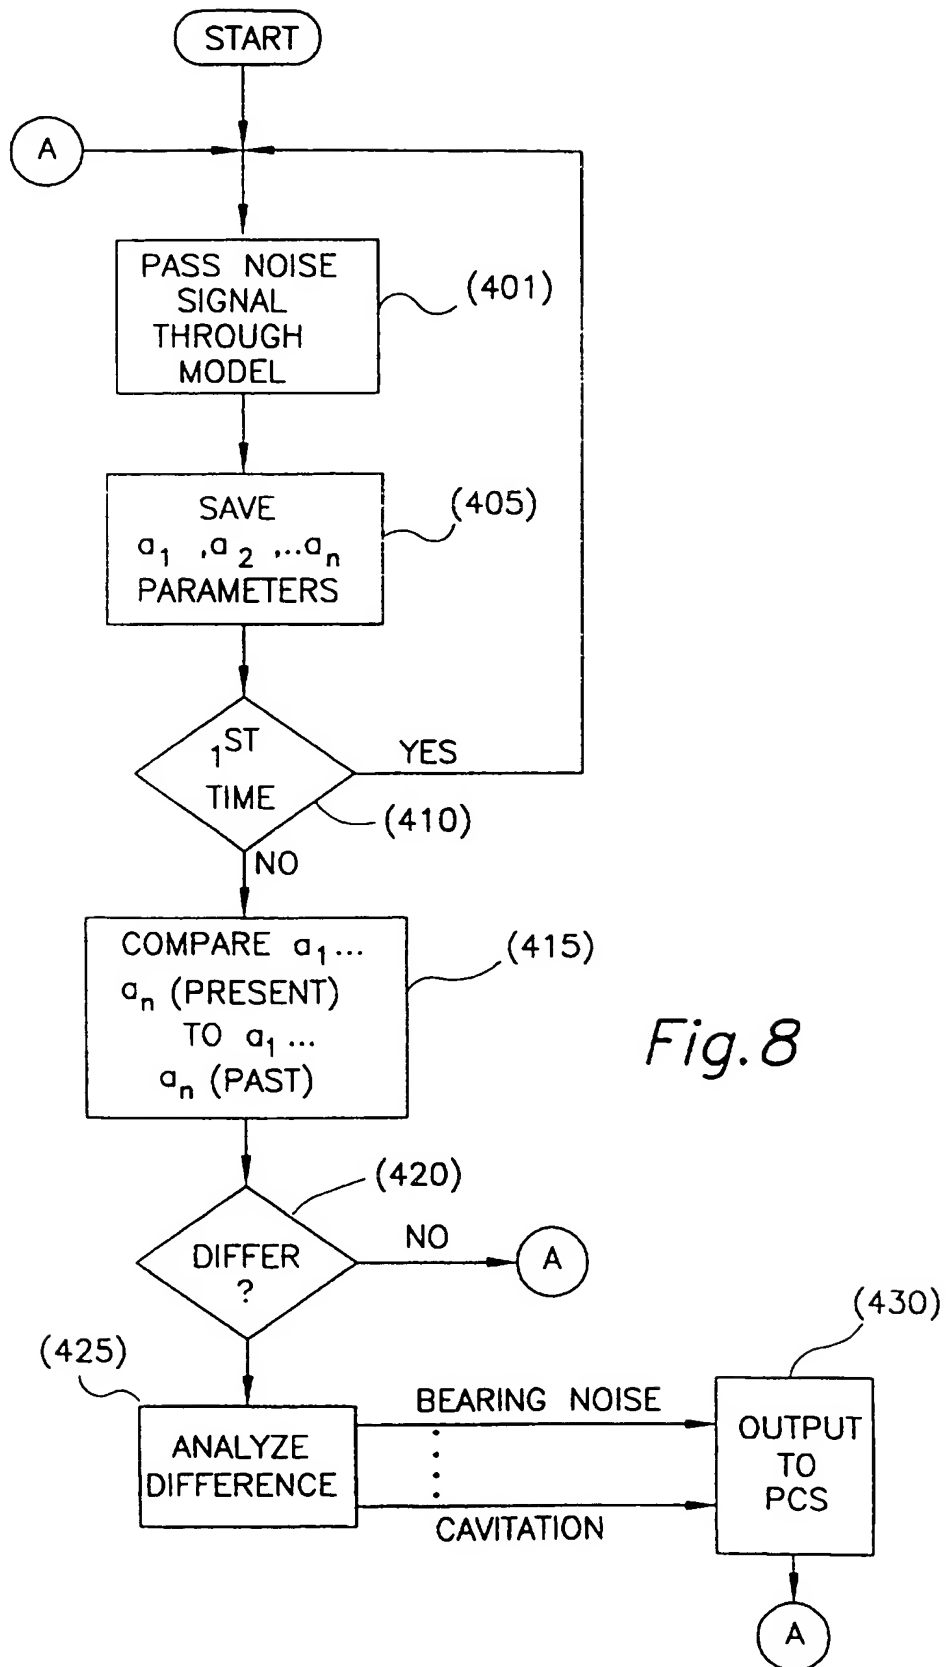 START
A
PASS NOISE
SIGNAL
THROUGH
MODEL
(401)
SAVE
a1 ,a2 ,..an
PARAMETERS
(405)
1ST
TIME
YES
(410)
NO
COMPARE a1...
an (PRESENT)
TO a1...
an (PAST)
(415)
Fig.8
(420)
DIFFER
?
NO
A
(425)
ANALYZE
DIFFERENCE
BEARING NOISE
CAVITATION
(430)
OUTPUT
TO
PCS
A